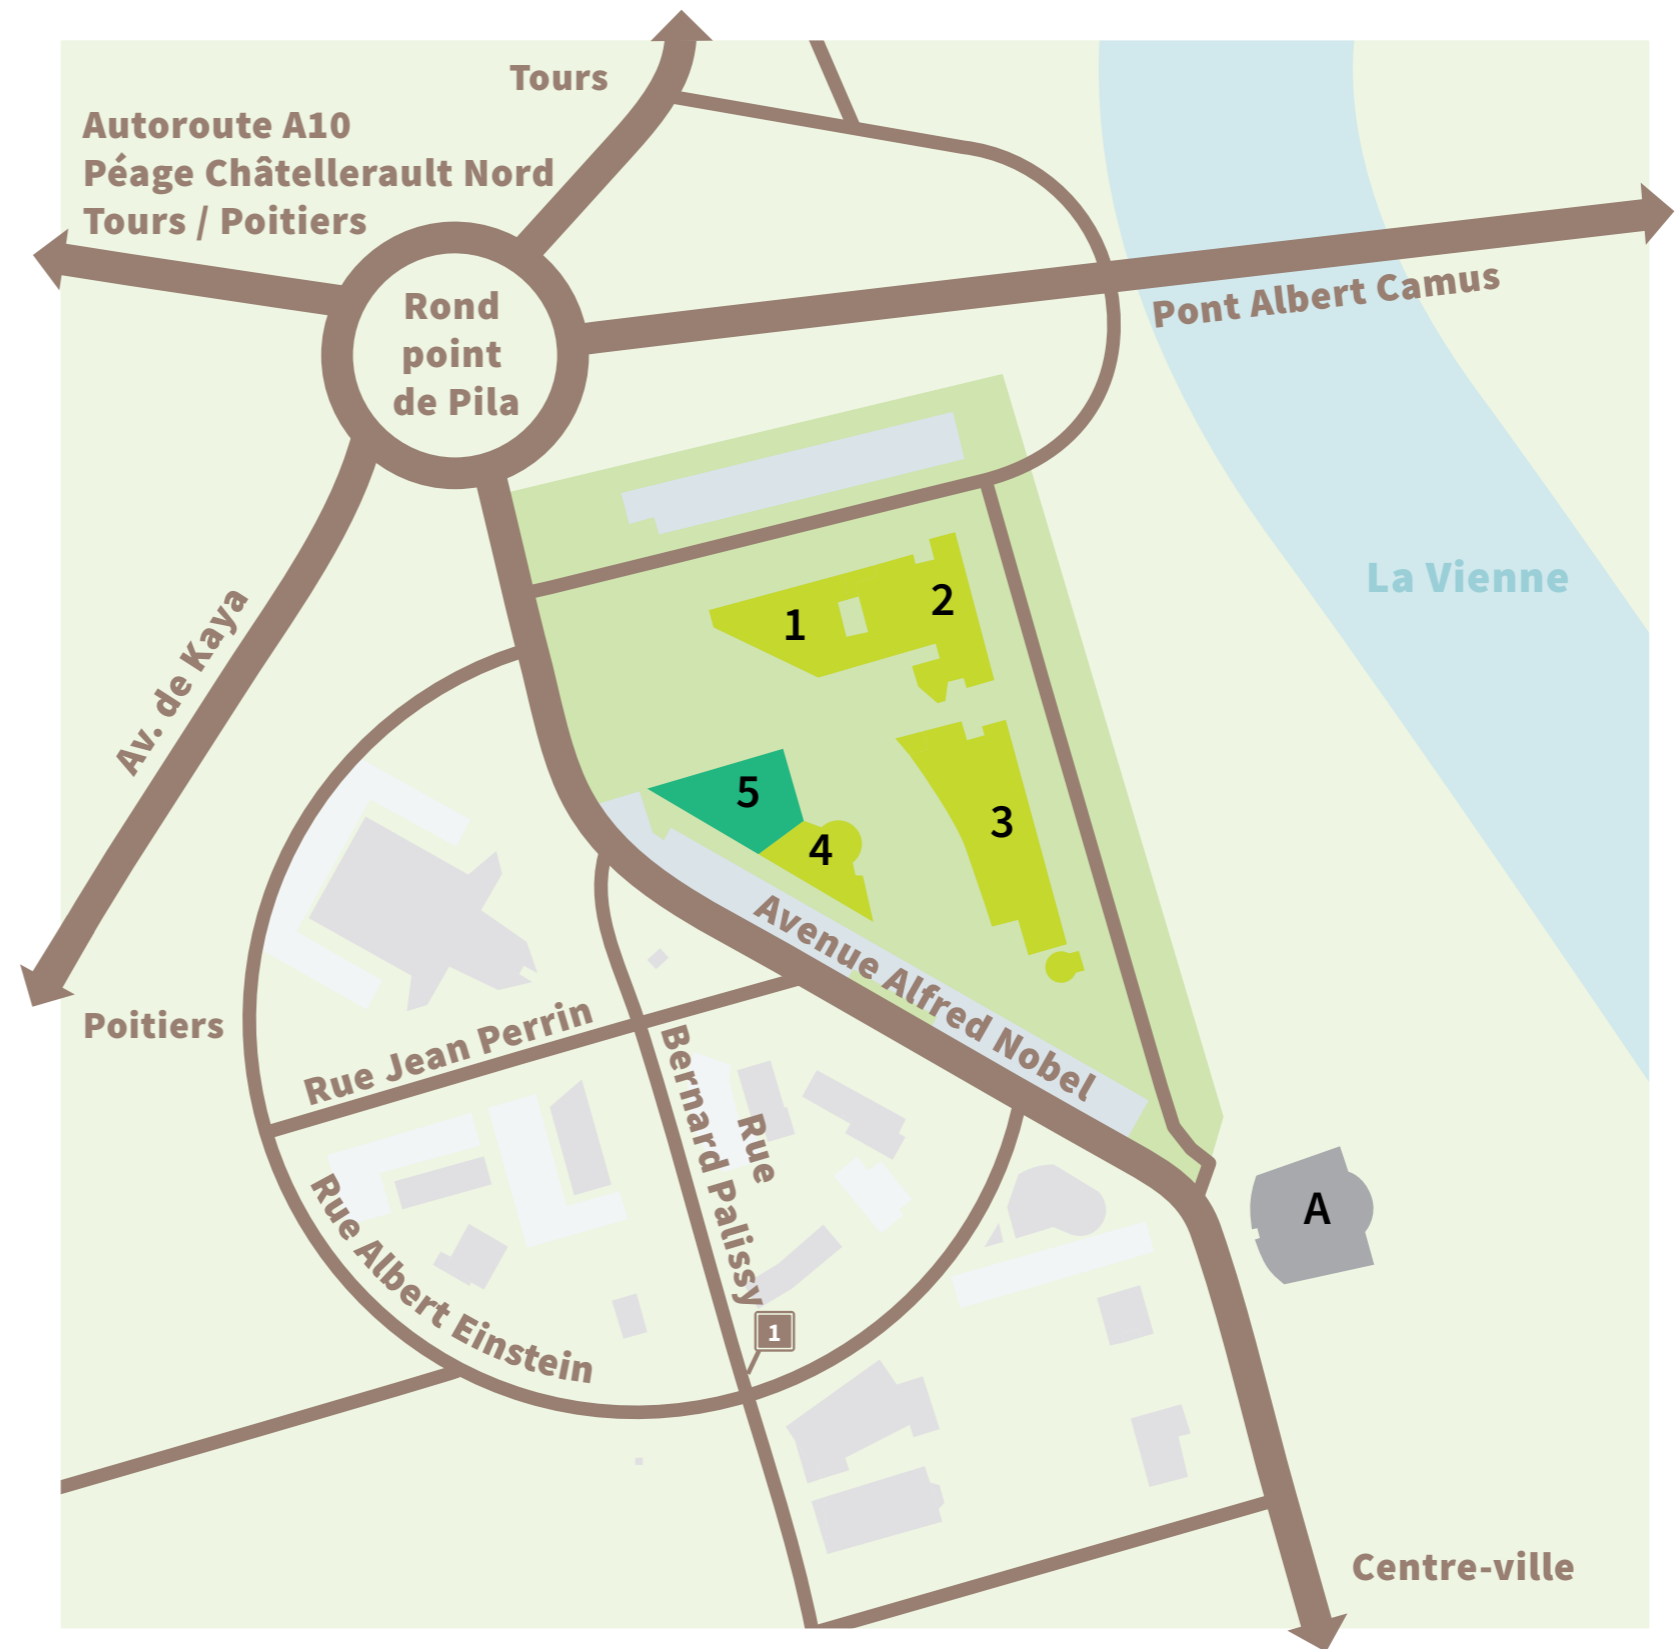 Tours
Autoroute A10
Péage Châtellerault Nord
Tours / Poitiers
Rond
point
de Pila
Pont Albert Camus
La Vienne
Av. de Kaya
1
2
3
5
4
A
Avenue Alfred Nobel
Poitiers
Rue Jean Perrin
Rue
Bernard Palissy
Rue Albert Einstein
1
Centre-ville